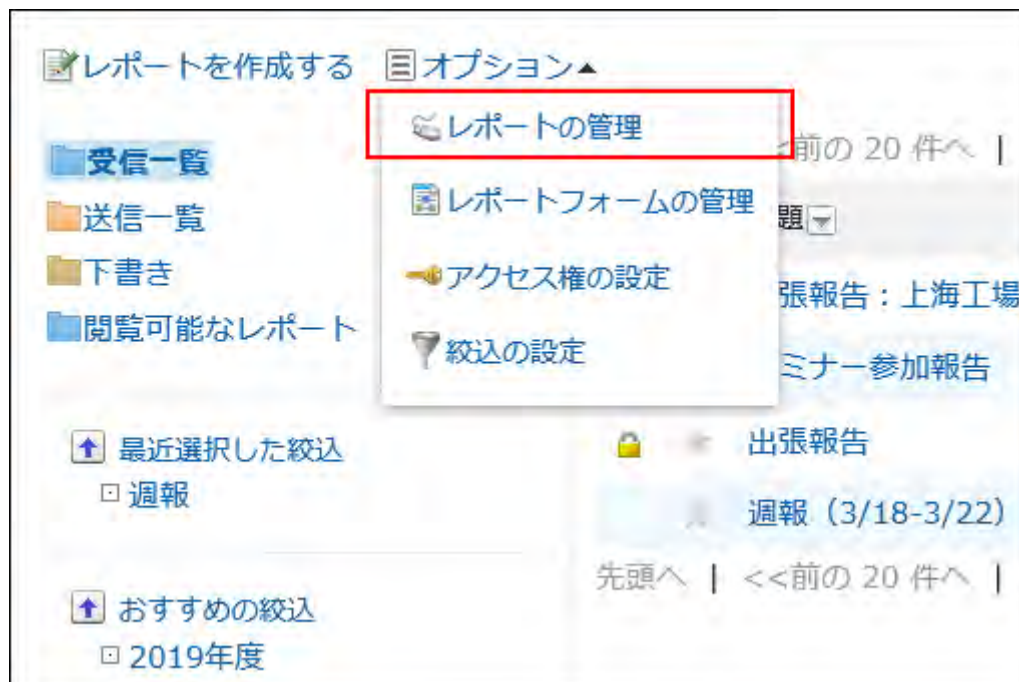 レポートを作成する オプション▲
レポートの管理
レポートフォームの管理
アクセス権の設定
絞込の設定
受信一覧
送信一覧
下書き
閲覧可能なレポート
最近選択した絞込
週報
おすすめの絞込
2019年度
<前の 20 件へ |
題
張報告：上海工場
ミナー参加報告
出張報告
週報（3/18-3/22）
先頭へ | <<前の 20 件へ |